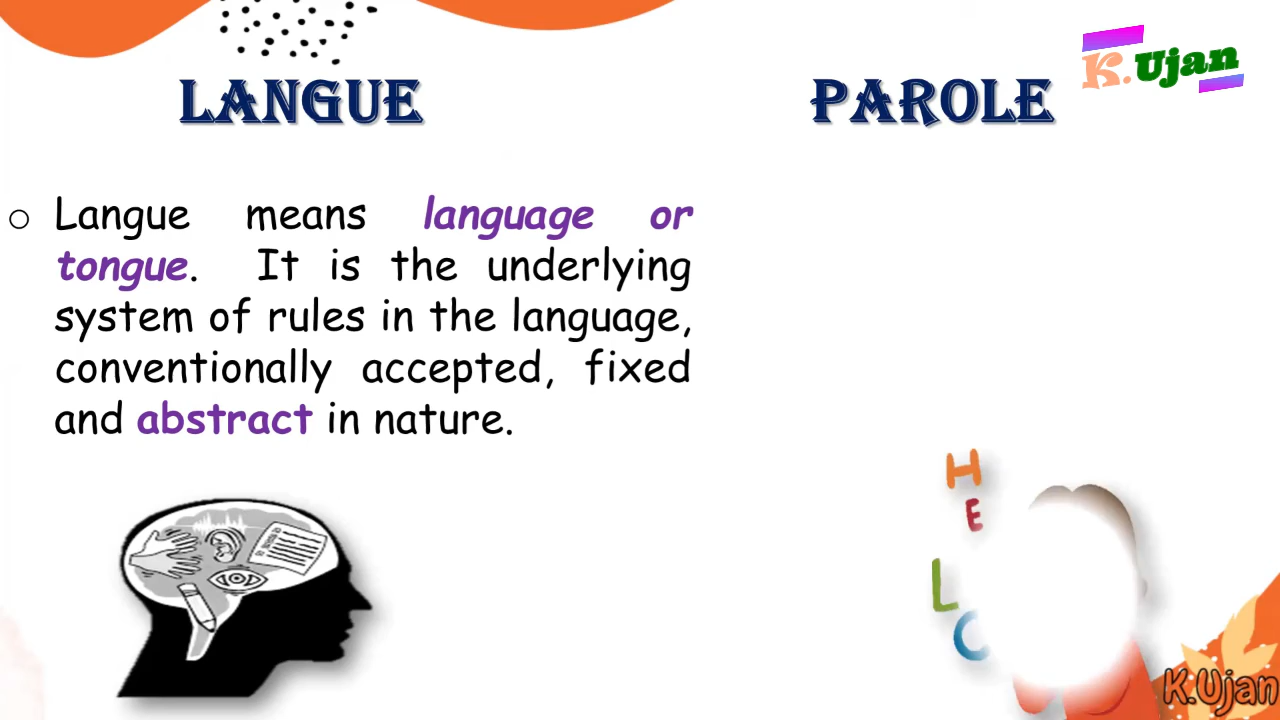 LANGUE
PAROLE
K.Ujan
Langue means language or
tongue. It is the underlying
system of rules in the language,
conventionally accepted, fixed
and abstract in nature.
H
E
L
O
K.Ujan